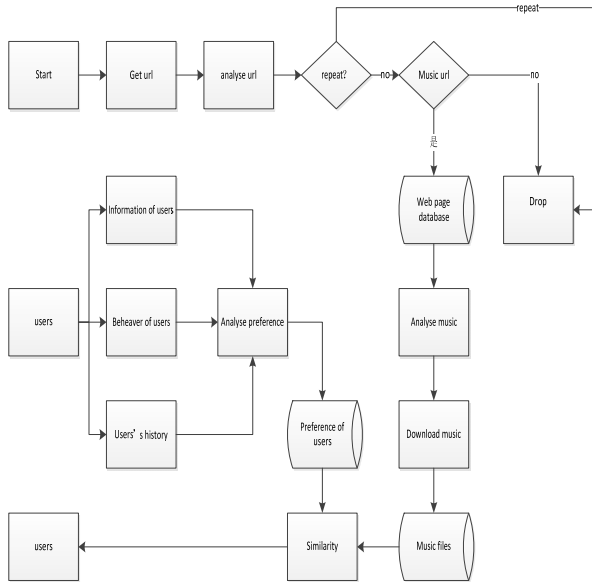 repeat
Start
Get url
analyse url
repeat?
no
Music url
no
是
Information of users
Web page
database
Drop
users
Beheaver of users
Analyse preference
Analyse music
Users’s history
Preference of
users
Download music
users
Similarity
Music files